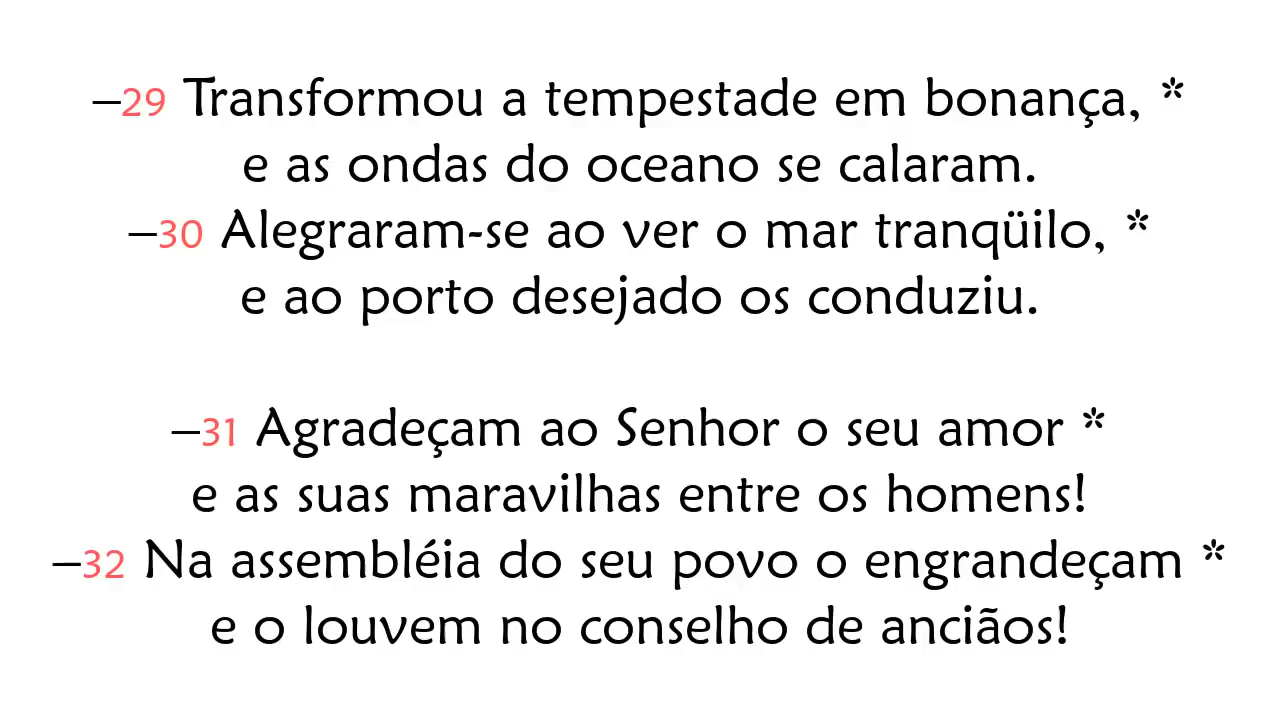 –29 Transformou a tempestade em bonança, *
e as ondas do oceano se calaram.
–30 Alegraram-se ao ver o mar tranqüilo, *
e ao porto desejado os conduziu.
–31 Agradeçam ao Senhor o seu amor *
e as suas maravilhas entre os homens!
–32 Na assembléia do seu povo o engrandeçam *
e o louvem no conselho de anciãos!